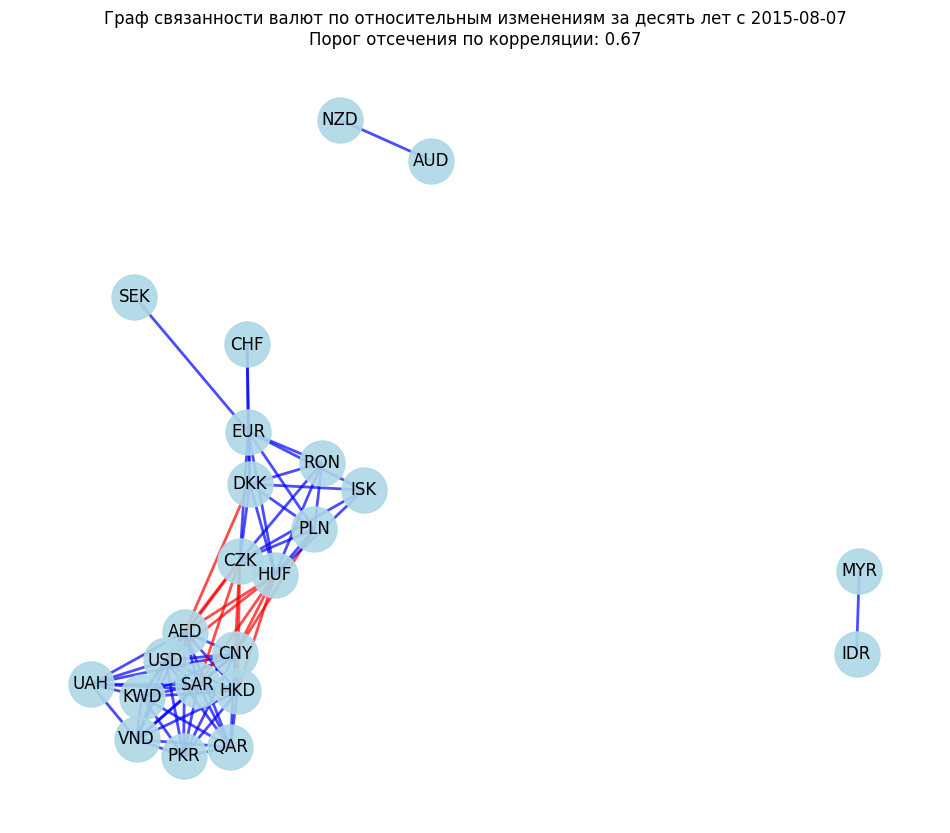 Граф связанности валют по относительным изменениям за десять лет с 2015-08-07
Порог отсечения по корреляции: 0.67
NZD
AUD
SEK
CHF
EUR
RON
DKK
ISK
PLN
CZK
HUF
MYR
AED
CNY
IDR
USD
UAH
SAR
KWD
HKD
VND
QAR
PKR